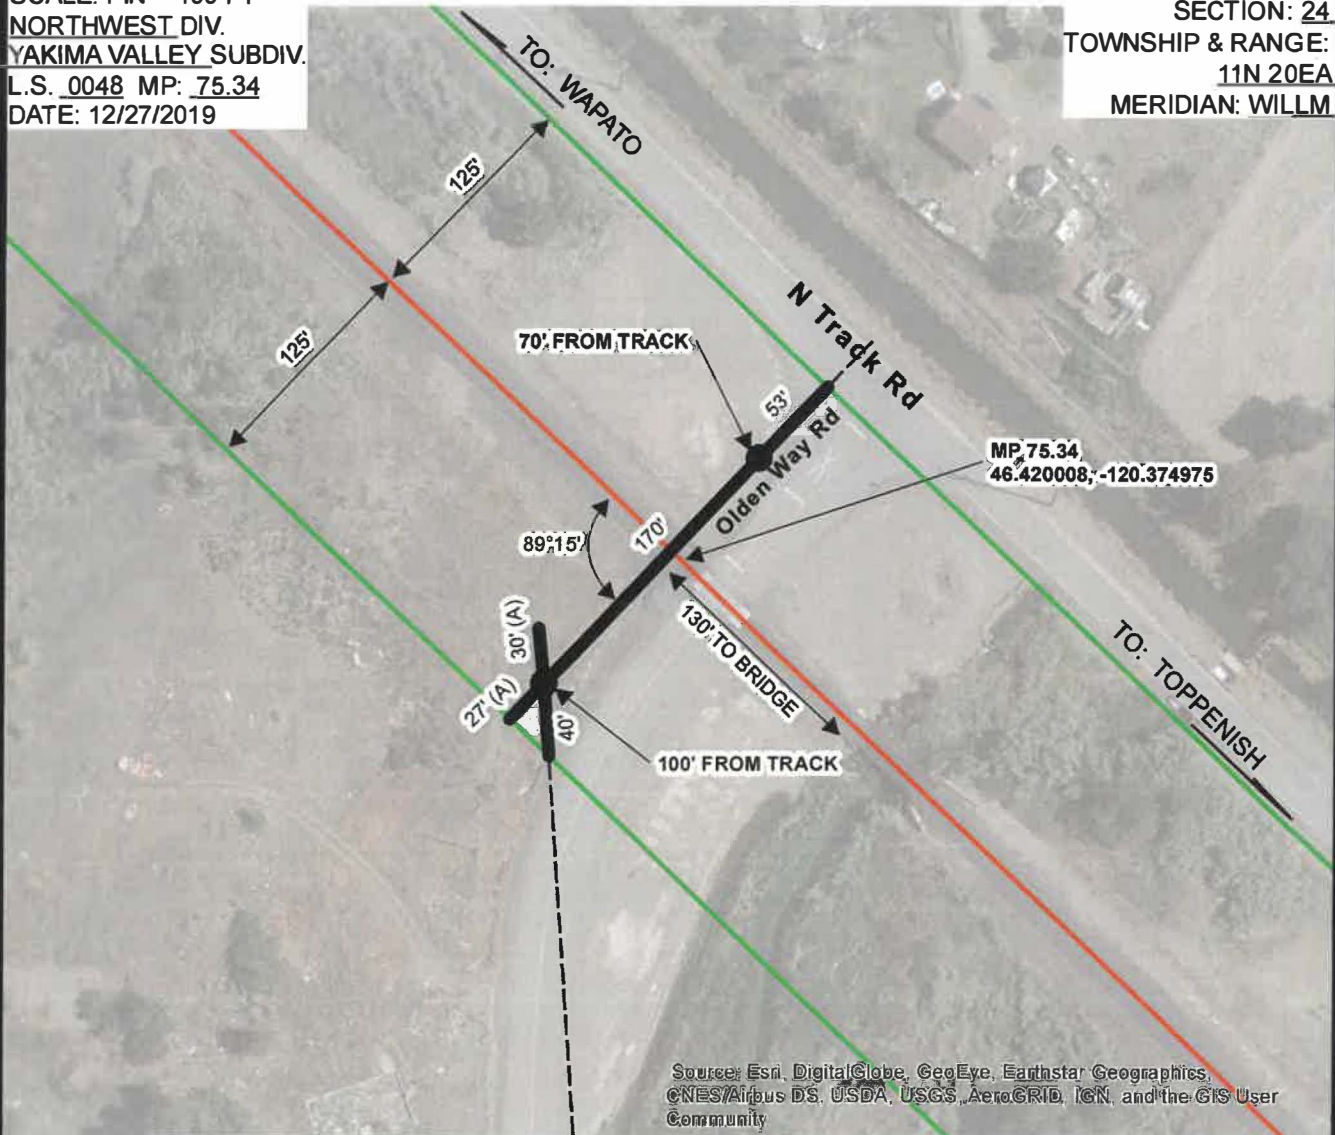 NORTHWEST DIV.
YAKIMA VALLEY SUBDIV.
L.S. 0048 MP: 75.34
DATE: 12/27/2019
SECTION: 24
TOWNSHIP & RANGE:
11N 20EA
MERIDIAN: WILLM
TO: WAPATO
125'
125'
N Track Rd
70' FROM TRACK
53'
Olden Way Rd
MP 75.34
46.420008, -120.374975
170'
89°15'
130' TO BRIDGE
30' (A)
27' (A)
40'
100' FROM TRACK
TO: TOPPENISH
Source: Esri, DigitalGlobe, GeoEye, Earthstar Geographics,
CNES/Airbus DS, USDA, USGS, AeroGRID, IGN, and the GIS User
Community